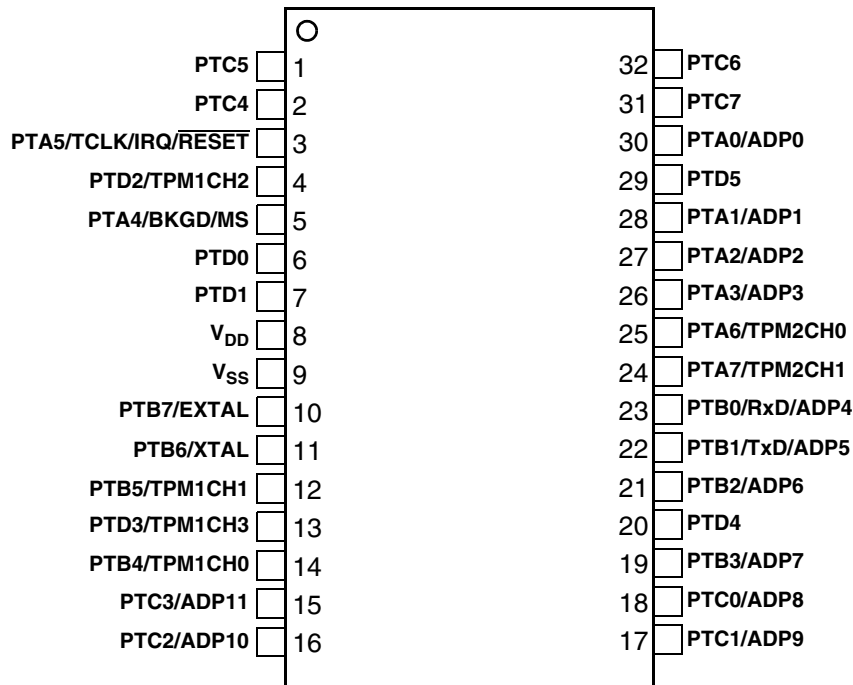 PTC5 1
PTC4 2
PTA5/TCLK/IRQ/RESET 3
PTD2/TPM1CH2 4
PTA4/BKGD/MS 5
PTD0 6
PTD1 7
VDD 8
VSS 9
PTB7/EXTAL 10
PTB6/XTAL 11
PTB5/TPM1CH1 12
PTD3/TPM1CH3 13
PTB4/TPM1CH0 14
PTC3/ADP11 15
PTC2/ADP10 16
32 PTC6
31 PTC7
30 PTA0/ADP0
29 PTD5
28 PTA1/ADP1
27 PTA2/ADP2
26 PTA3/ADP3
25 PTA6/TPM2CH0
24 PTA7/TPM2CH1
23 PTB0/RxD/ADP4
22 PTB1/TxD/ADP5
21 PTB2/ADP6
20 PTD4
19 PTB3/ADP7
18 PTC0/ADP8
17 PTC1/ADP9